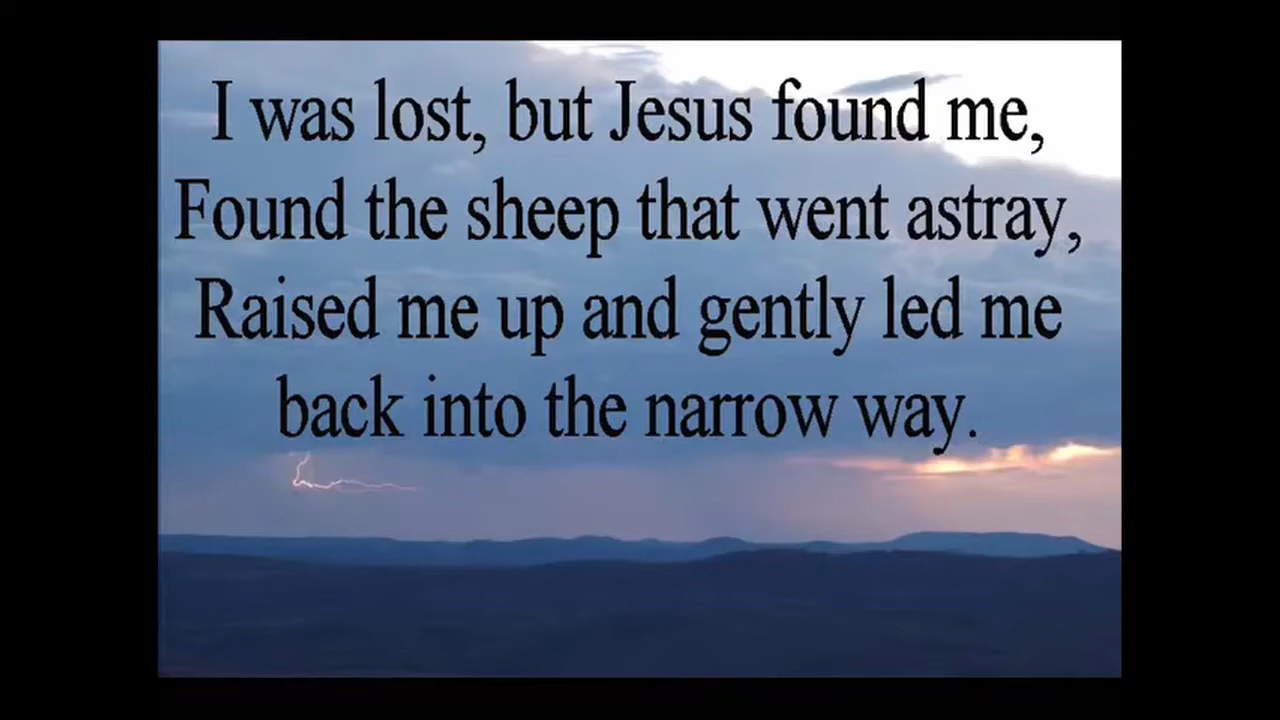 I was lost, but Jesus found me,
Found the sheep that went astray,
Raised me up and gently led me
back into the narrow way.